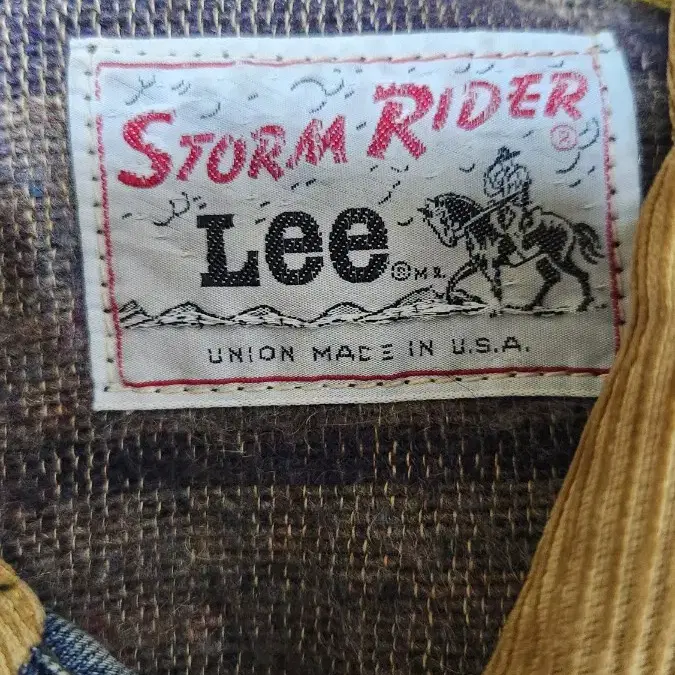 STORM RIDER ®
Lee ® M.R.
UNION MADE IN U.S.A.